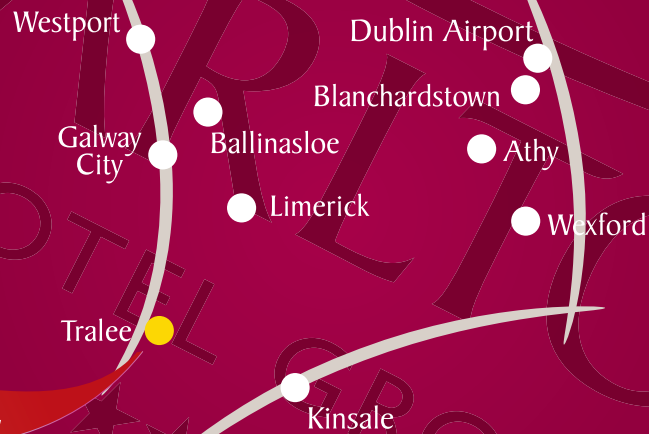 Westport
Dublin Airport
Blanchardstown
Ballinasloe
Galway
City
Athy
Limerick
Wexford
Tralee
Kinsale